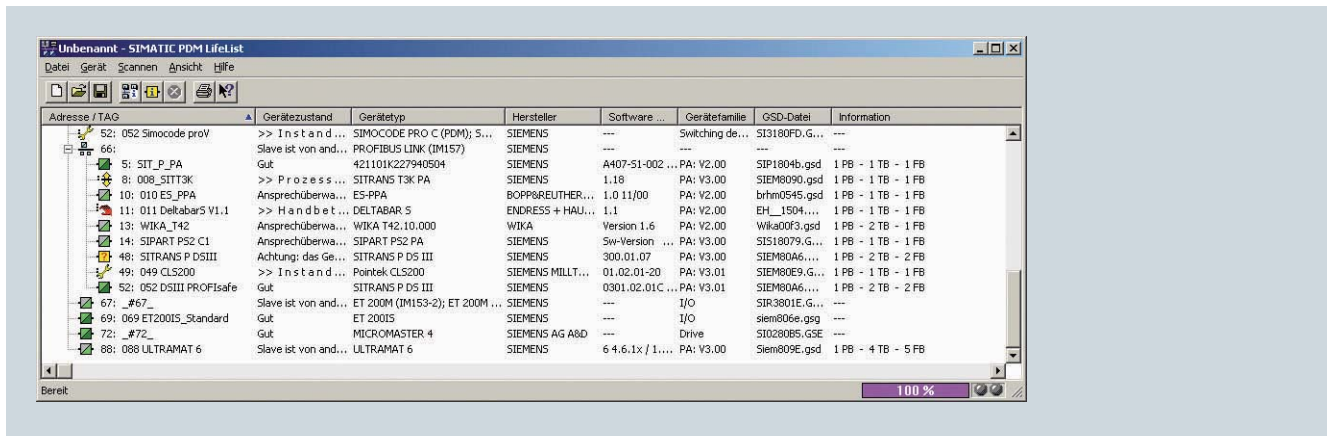 Unbenannt - SIMATIC PDM LifeList
Datei Gerät Scannen Ansicht Hilfe
Adresse / TAG Gerätezustand Gerätetyp Hersteller Software ... Gerätefamilie GSD-Datei Information
52: 052 Simocode proV >> Instand... SIMOCODE PRO C (PDM); S... SIEMENS --- Switching de... SI3180FD.G... ---
66: Slave ist von and... PROFIBUS LINK (IM157) SIEMENS --- --- --- ---
5: SIT_P_PA Gut 421101K227940504 SIEMENS A407-S1-002 ... PA: V2.00 SIP1804b.gsd 1 PB - 1 TB - 1 FB
8: 008_SITT3K >> Prozess... SITRANS T3K PA SIEMENS 1.18 PA: V3.00 SIEM8090.gsd 1 PB - 1 TB - 1 FB
10: 010 ES_PPA Ansprechüberwa... ES-PPA BOPP&REUTHER... 1.0 11/00 PA: V2.00 brhm0545.gsd 1 PB - 1 TB - 1 FB
11: 011 DeltabarS V1.1 >> Handbet... DELTABAR S ENDRESS + HAU... 1.1 PA: V2.00 EH__1504.... 1 PB - 1 TB - 1 FB
13: WIKA_T42 Ansprechüberwa... WIKA T42.10.000 WIKA Version 1.6 PA: V2.00 Wika00f3.gsd 1 PB - 2 TB - 1 FB
14: SIPART PS2 C1 Ansprechüberwa... SIPART PS2 PA SIEMENS Sw-Version ... PA: V3.00 SIS18079.G... 1 PB - 1 TB - 1 FB
48: SITRANS P DSIII Achtung: das Ge... SITRANS P DS III SIEMENS 300.01.07 PA: V3.00 SIEM80A6.... 1 PB - 2 TB - 2 FB
49: 049 CLS200 >> Instand... Pointek CLS200 SIEMENS MILLT... 01.02.01-20 PA: V3.01 SIEM80E9.G... 1 PB - 1 TB - 1 FB
52: 052 DSIII PROFIsafe Gut SITRANS P DS III SIEMENS 0301.02.01C ... PA: V3.01 SIEM80A6.... 1 PB - 2 TB - 2 FB
67: _#67_ Slave ist von and... ET 200M (IM153-2); ET 200M ... SIEMENS --- I/O SIR3801E.G... ---
69: 069 ET200IS_Standard Gut ET 200IS SIEMENS --- I/O siem806e.gsg ---
72: _#72_ Gut MICROMASTER 4 SIEMENS AG A&D --- Drive SI0280B5.GSE ---
88: 088 ULTRAMAT 6 Slave ist von and... ULTRAMAT 6 SIEMENS 6 4.6.1x / 1.... PA: V3.00 Siem809E.gsd 1 PB - 4 TB - 5 FB
Bereit 100 %